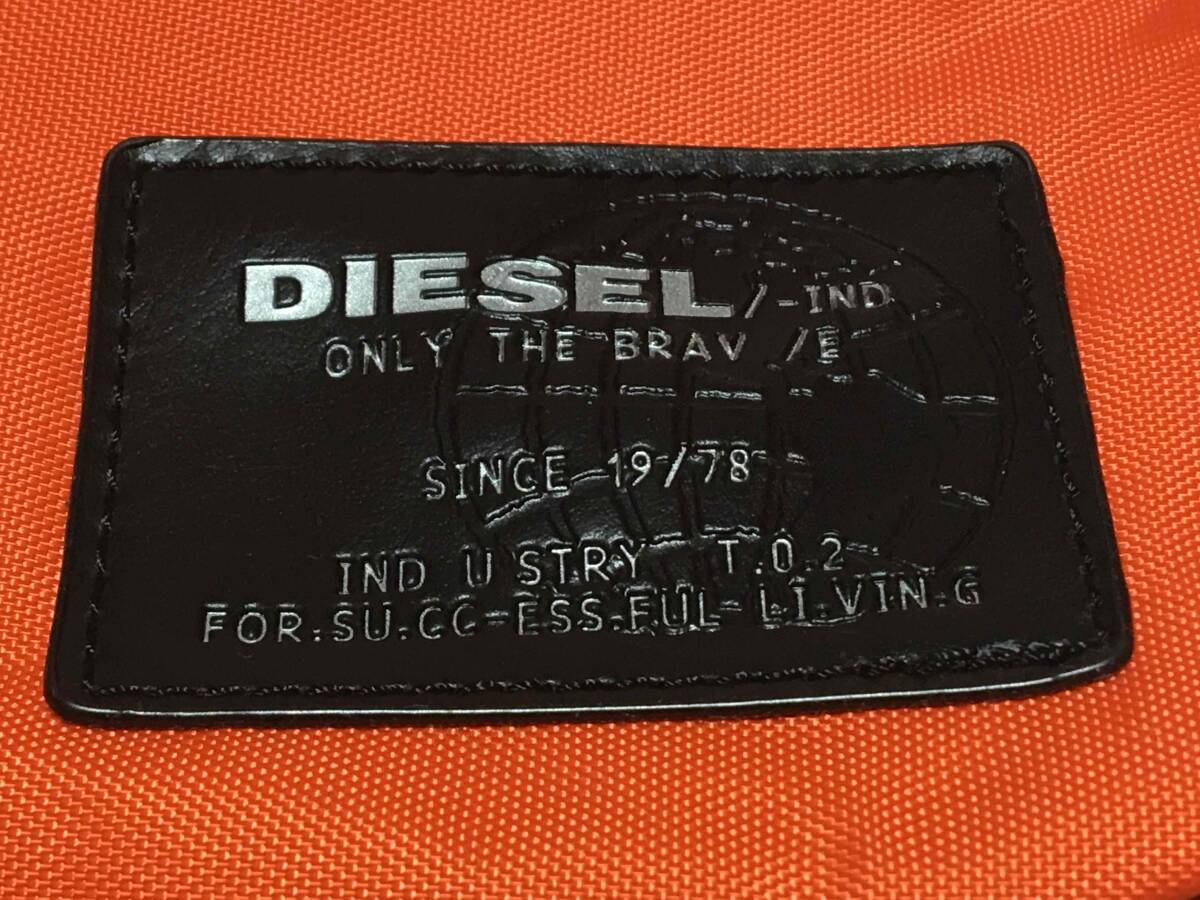 DIESEL/-IND
ONLY THE BRAV /E
SINCE 19/78
IND U STRY T.0.2
FOR.SU.CC-ESS.FUL-LI.VIN.G